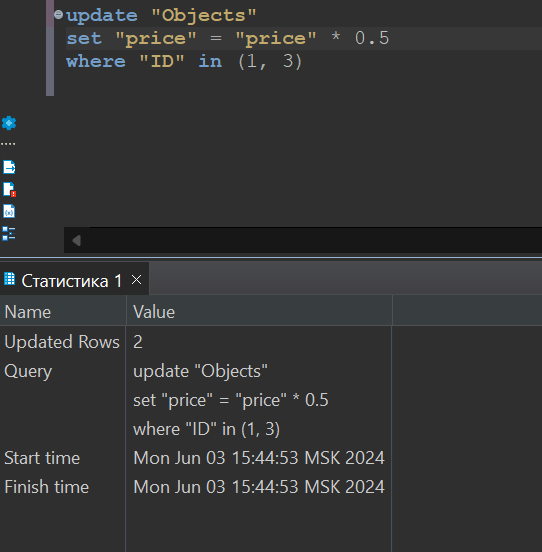 update "Objects"
set "price" = "price" * 0.5
where "ID" in (1, 3)
Статистика 1
Name Value
Updated Rows 2
Query update "Objects"
set "price" = "price" * 0.5
where "ID" in (1, 3)
Start time Mon Jun 03 15:44:53 MSK 2024
Finish time Mon Jun 03 15:44:53 MSK 2024